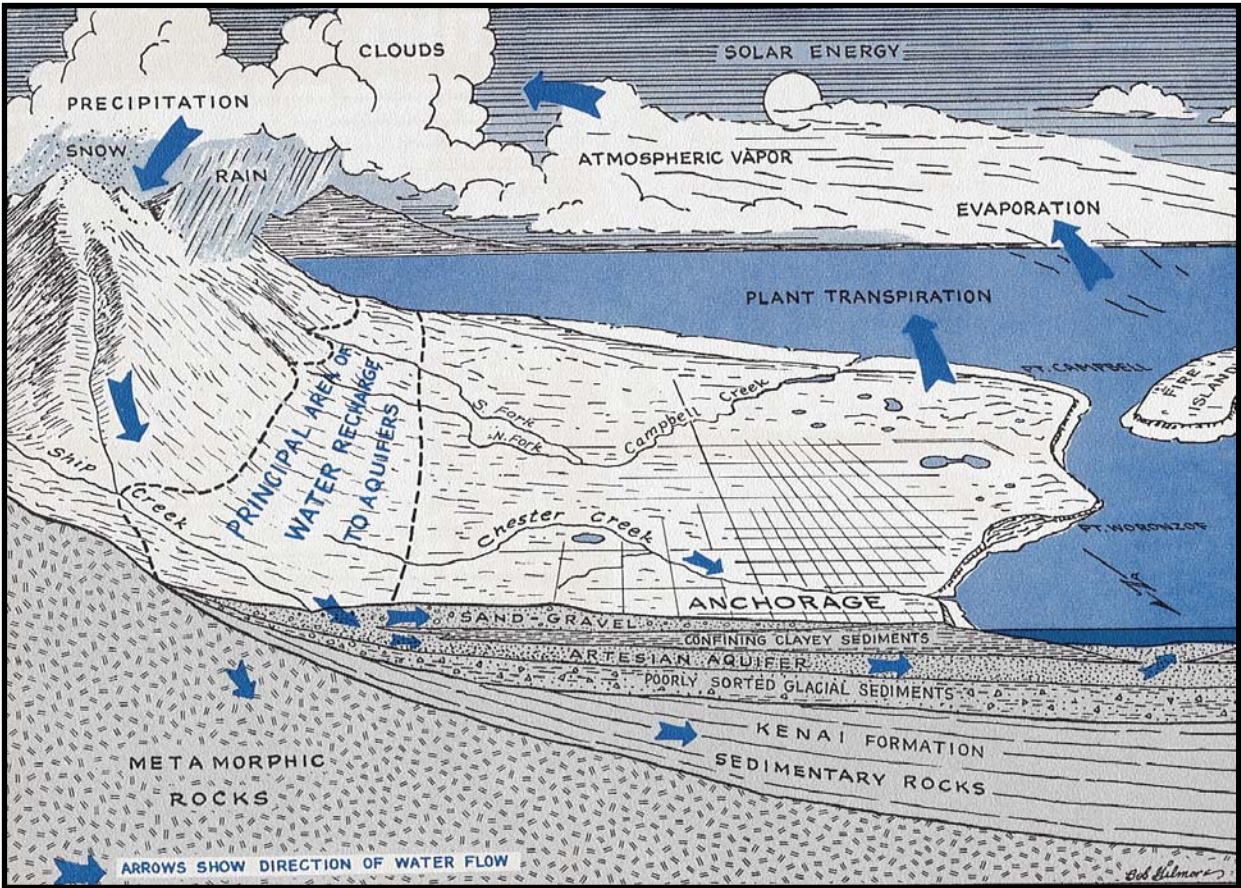 CLOUDS
SOLAR ENERGY
PRECIPITATION
SNOW
RAIN
ATMOSPHERIC VAPOR
EVAPORATION
PLANT TRANSPIRATION
PT. CAMPBELL
FIRE
ISLAND
PRINCIPAL AREA OF
WATER RECHARGE
TO AQUIFERS
S. Fork
N. Fork
Campbell Creek
Ship Creek
Chester Creek
PT. WORONZOF
ANCHORAGE
SAND-GRAVEL
CONFINING CLAYEY SEDIMENTS
ARTESIAN AQUIFER
POORLY SORTED GLACIAL SEDIMENTS
KENAI FORMATION
SEDIMENTARY ROCKS
METAMORPHIC
ROCKS
ARROWS SHOW DIRECTION OF WATER FLOW
Bob Gilmore